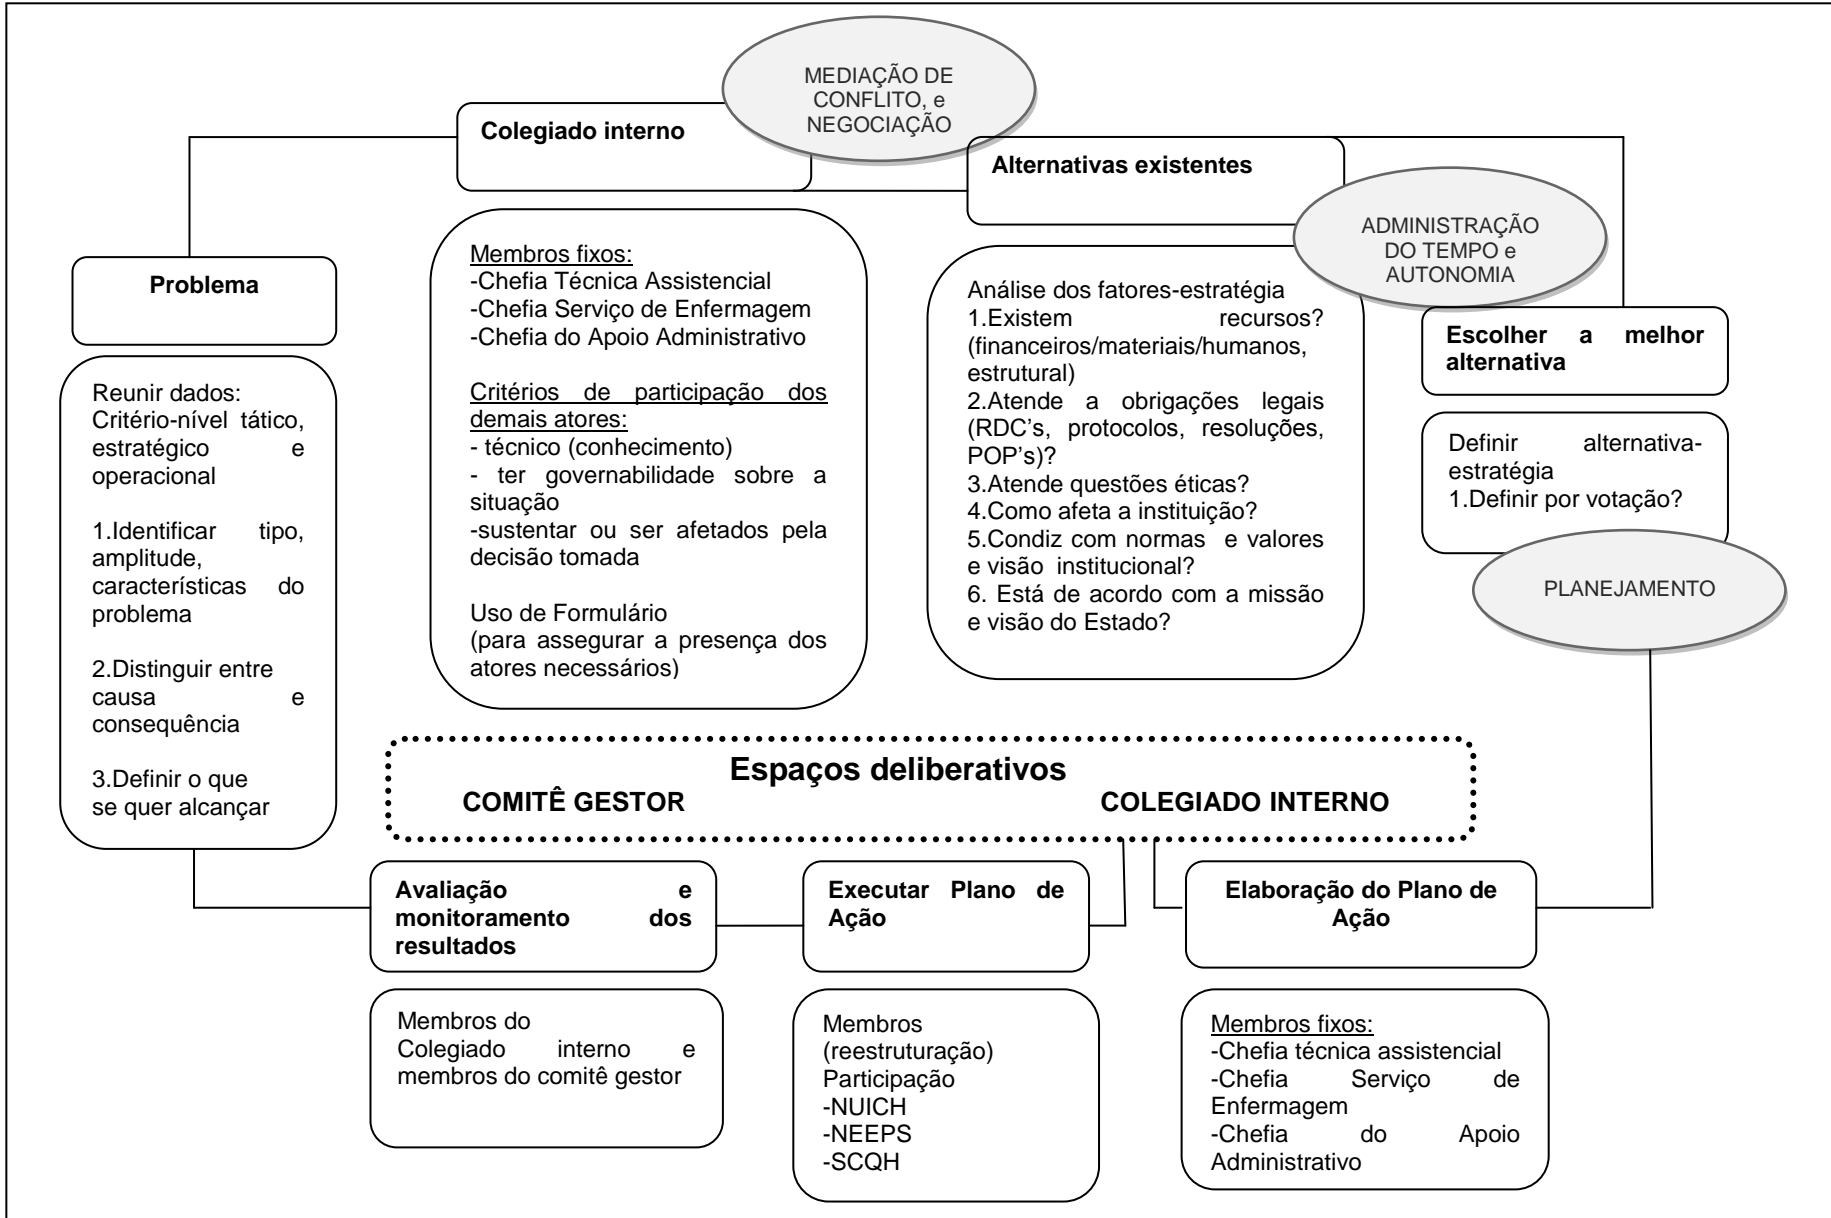 MEDIAÇÃO DE
CONFLITO, e
NEGOCIAÇÃO
Colegiado interno
Alternativas existentes
ADMINISTRAÇÃO
DO TEMPO e
AUTONOMIA
Problema
Membros fixos:
-Chefia Técnica Assistencial
-Chefia Serviço de Enfermagem
-Chefia do Apoio Administrativo
Critérios de participação dos
demais atores:
- técnico (conhecimento)
- ter governabilidade sobre a
situação
-sustentar ou ser afetados pela
decisão tomada
Uso de Formulário
(para assegurar a presença dos
atores necessários)
Análise dos fatores-estratégia
1.Existem recursos?
(financeiros/materiais/humanos,
estrutural)
2.Atende a obrigações legais
(RDC's, protocolos, resoluções,
POP's)?
3.Atende questões éticas?
4.Como afeta a instituição?
5.Condiz com normas e valores
e visão institucional?
6. Está de acordo com a missão
e visão do Estado?
Escolher a melhor
alternativa
Definir alternativa-
estratégia
1.Definir por votação?
PLANEJAMENTO
Reunir dados:
Critério-nível tático,
estratégico e
operacional
1.Identificar tipo,
amplitude,
características do
problema
2.Distinguir entre
causa e
consequência
3.Definir o que
se quer alcançar
Espaços deliberativos
COMITÊ GESTOR COLEGIADO INTERNO
Avaliação e
monitoramento dos
resultados
Executar Plano de
Ação
Elaboração do Plano de
Ação
Membros do
Colegiado interno e
membros do comitê gestor
Membros
(reestruturação)
Participação
-NUICH
-NEEPS
-SCQH
Membros fixos:
-Chefia técnica assistencial
-Chefia Serviço de
Enfermagem
-Chefia do Apoio
Administrativo